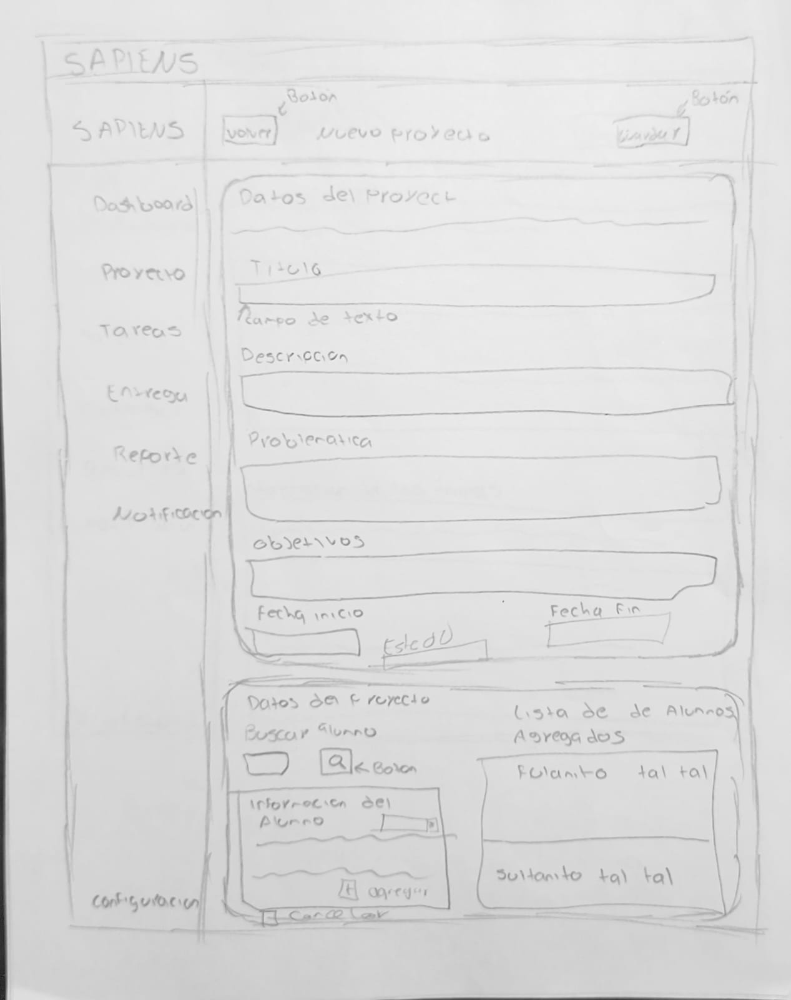 SAPIENS
Botón
Botón
SAPIENS
volver
Nuevo proyecto
Guardar
Dashboard
Proyecto
Tareas
Entrega
Reporte
Notificacion
Configuracion
Datos del Proyect
Titulo
Campo de texto
Descripcion
Problematica
Objetivos
Fecha inicio
Estado
Fecha Fin
Datos del Proyecto
Buscar alumno
Boton
Informacion del
Alumno
+ agregar
Cancelar
Lista de de Alumnos
Agregados
Fulanito tal tal
Sultanito tal tal